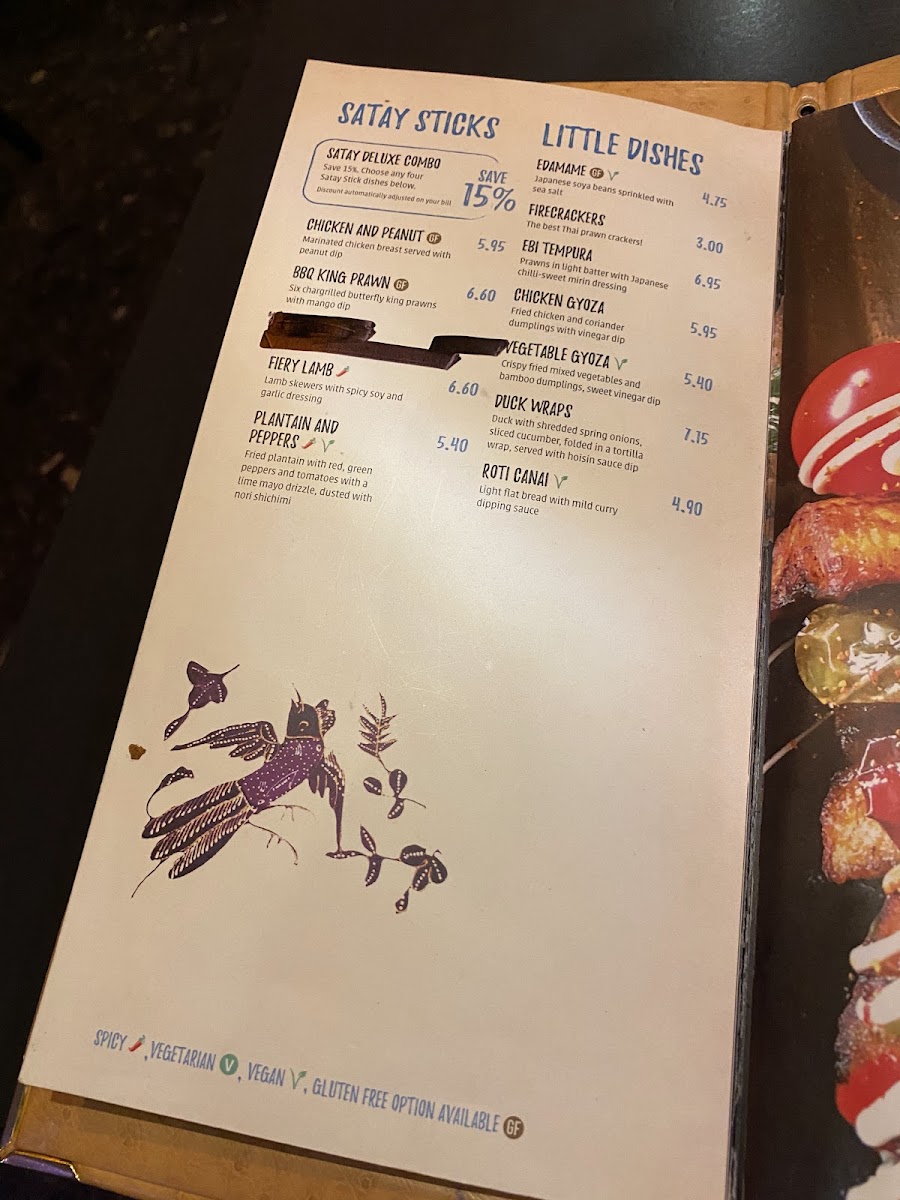 SATAY STICKS
SATAY DELUXE COMBO
Save 15%. Choose any four
Satay Stick dishes below.
Discount automatically adjusted on your bill
SAVE
15%
CHICKEN AND PEANUT GF
5.95
Marinated chicken breast served with
peanut dip
BBQ KING PRAWN GF
6.60
Six chargrilled butterfly king prawns
with mango dip
FIERY LAMB
6.60
Lamb skewers with spicy soy and
garlic dressing
PLANTAIN AND
PEPPERS
5.40
Fried plantain with red, green
peppers and tomatoes with a
lime mayo drizzle, dusted with
nori shichimi
LITTLE DISHES
EDAMAME GF
4.75
Japanese soya beans sprinkled with
sea salt
FIRECRACKERS
3.00
The best Thai prawn crackers!
EBI TEMPURA
6.95
Prawns in light batter with Japanese
chilli-sweet mirin dressing
CHICKEN GYOZA
5.95
Fried chicken and coriander
dumplings with vinegar dip
VEGETABLE GYOZA
5.40
Crispy fried mixed vegetables and
bamboo dumplings, sweet vinegar dip
DUCK WRAPS
7.15
Duck with shredded spring onions,
sliced cucumber, folded in a tortilla
wrap, served with hoisin sauce dip
ROTI CANAI
4.90
Light flat bread with mild curry
dipping sauce
SPICY , VEGETARIAN V , VEGAN , GLUTEN FREE OPTION AVAILABLE GF